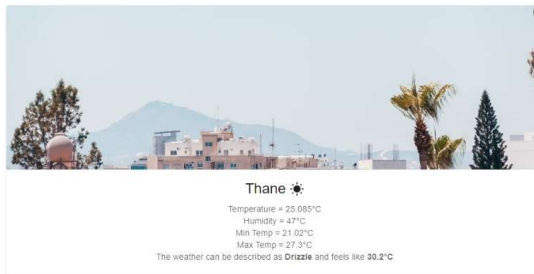 Thane
Temperature = 25.085°C
Humidity = 47°C
Min Temp = 21.02°C
Max Temp = 27.3°C
The weather can be described as Drizzle and feels like 30.2°C